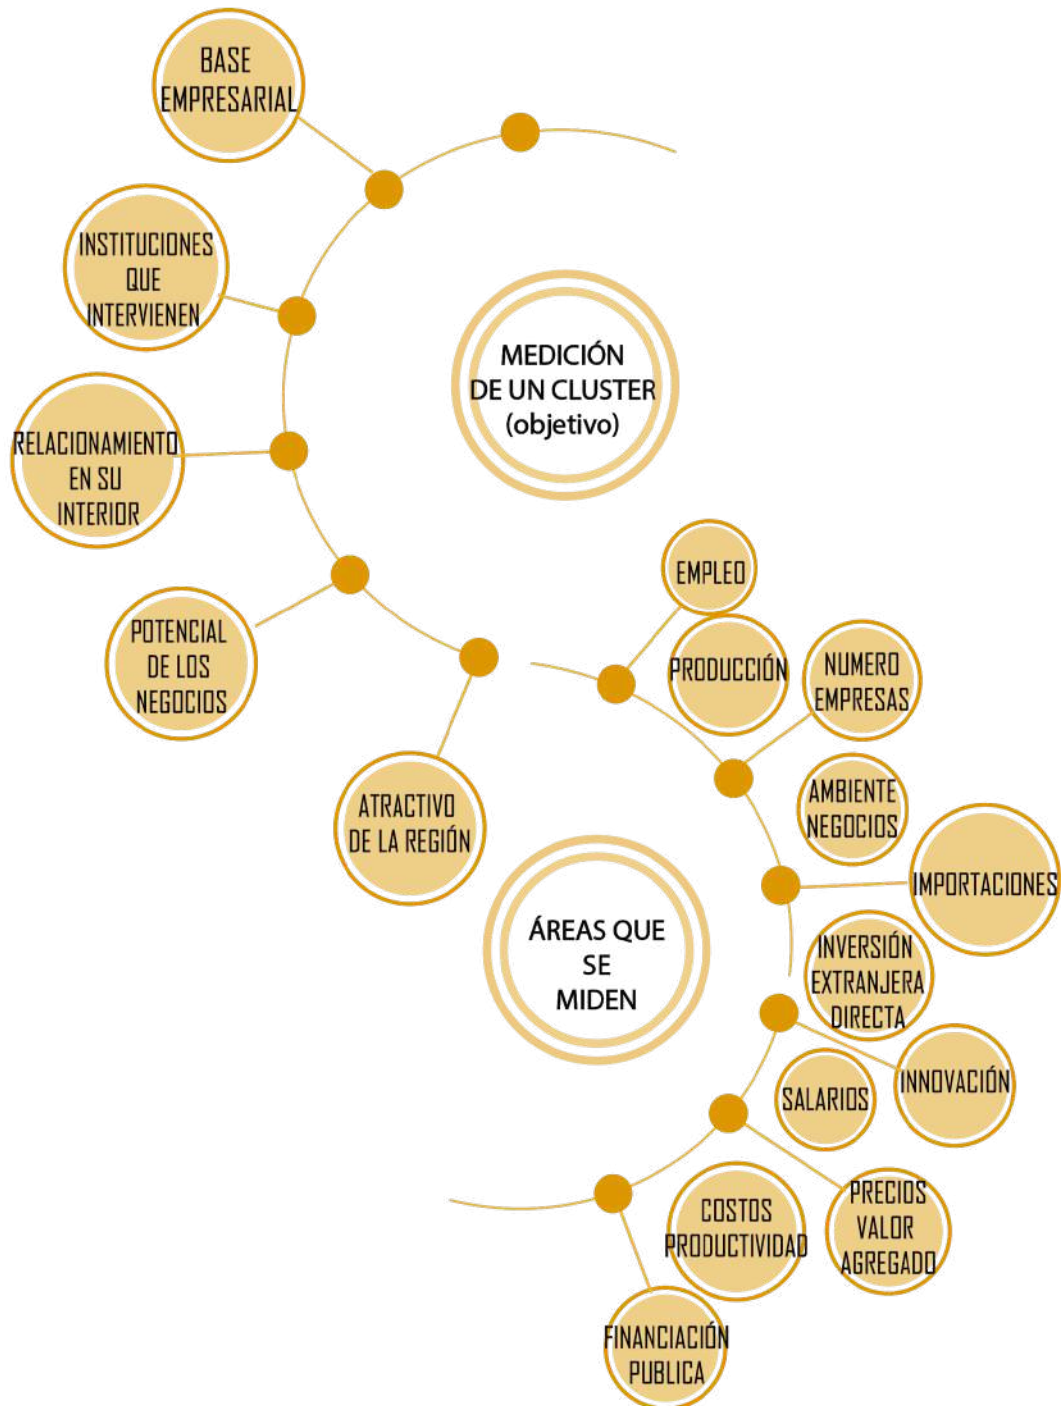 BASE
EMPRESARIAL
INSTITUCIONES
QUE
INTERVIENEN
RELACIONAMIENTO
EN SU
INTERIOR
POTENCIAL
DE LOS
NEGOCIOS
ATRACTIVO
DE LA REGIÓN
MEDICIÓN
DE UN CLUSTER
(objetivo)
EMPLEO
PRODUCCIÓN
NUMERO
EMPRESAS
AMBIENTE
NEGOCIOS
IMPORTACIONES
INVERSIÓN
EXTRANJERA
DIRECTA
INNOVACIÓN
SALARIOS
PRECIOS
VALOR
AGREGADO
COSTOS
PRODUCTIVIDAD
FINANCIACIÓN
PUBLICA
ÁREAS QUE
SE
MIDEN